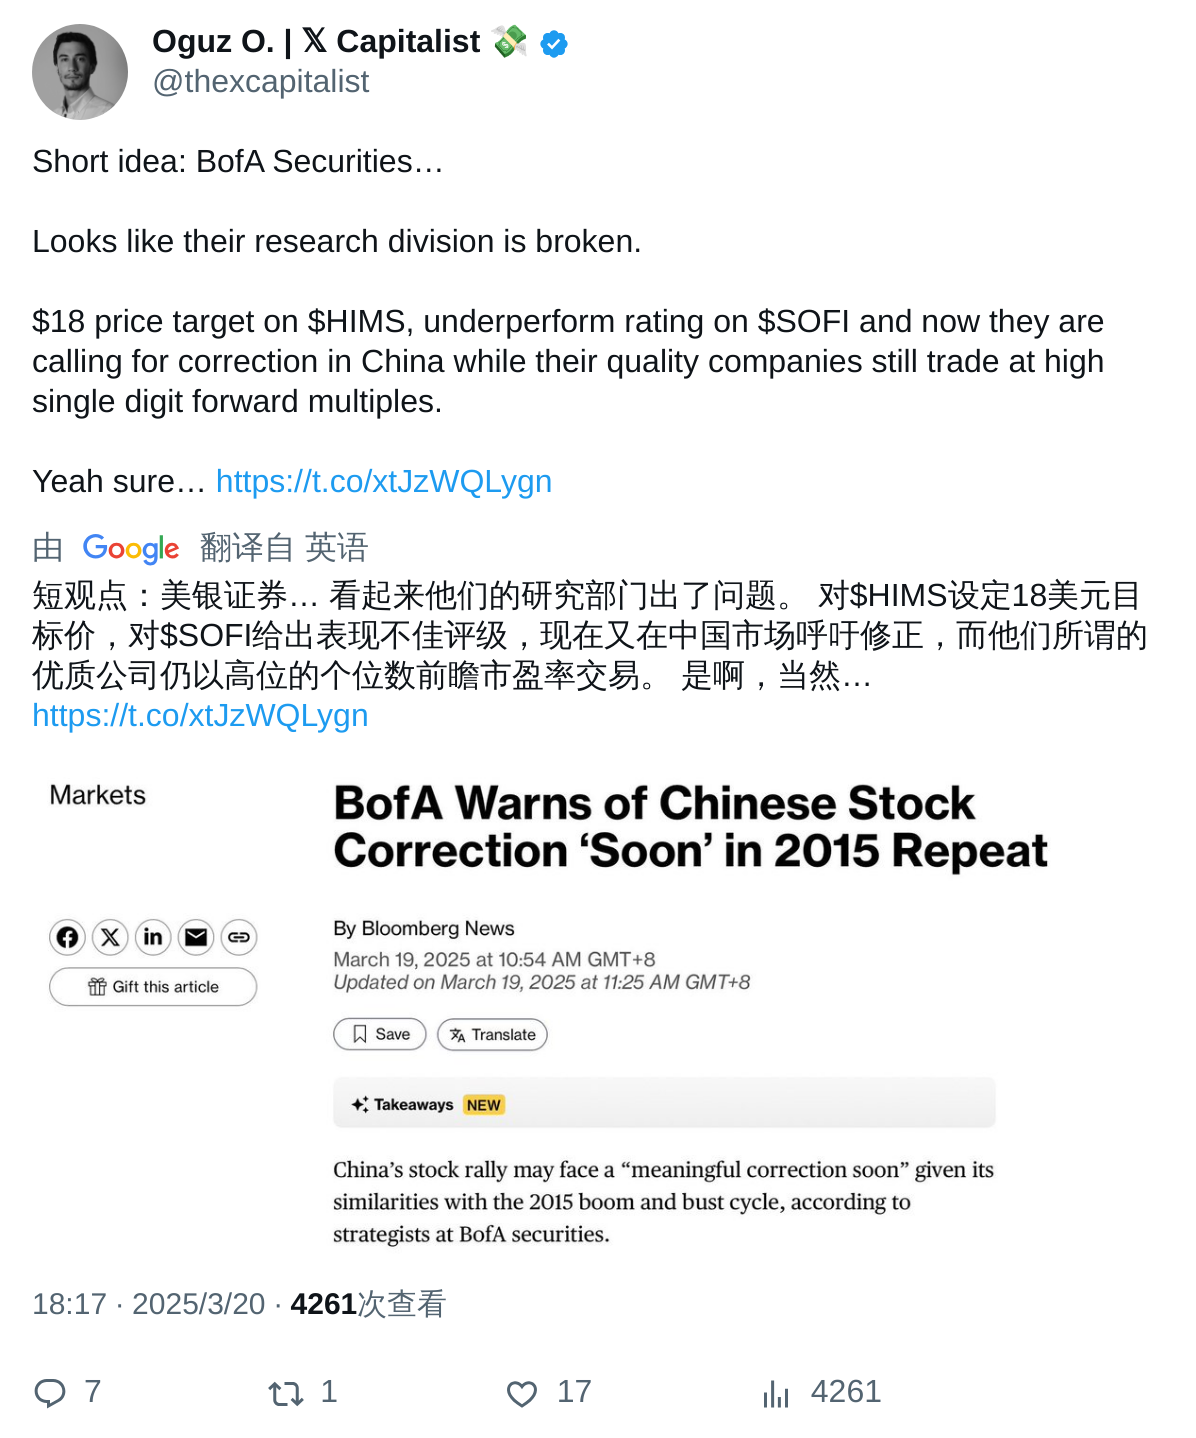 Oguz O. | 𝕏 Capitalist 💸
@thexcapitalist
Short idea: BofA Securities…
Looks like their research division is broken.
$18 price target on $HIMS, underperform rating on $SOFI and now they are
calling for correction in China while their quality companies still trade at high
single digit forward multiples.
Yeah sure… https://t.co/xtJzWQLygn
由 Google 翻译自 英语
短观点：美银证券… 看起来他们的研究部门出了问题。 对$HIMS设定18美元目
标价，对$SOFI给出表现不佳评级，现在又在中国市场呼吁修正，而他们所谓的
优质公司仍以高位的个位数前瞻市盈率交易。 是啊，当然…
https://t.co/xtJzWQLygn
Markets
BofA Warns of Chinese Stock
Correction ‘Soon’ in 2015 Repeat
By Bloomberg News
March 19, 2025 at 10:54 AM GMT+8
Updated on March 19, 2025 at 11:25 AM GMT+8
Gift this article
Save
Translate
Takeaways NEW
China’s stock rally may face a “meaningful correction soon” given its
similarities with the 2015 boom and bust cycle, according to
strategists at BofA securities.
18:17 · 2025/3/20 · 4261次查看
7 1 17 4261